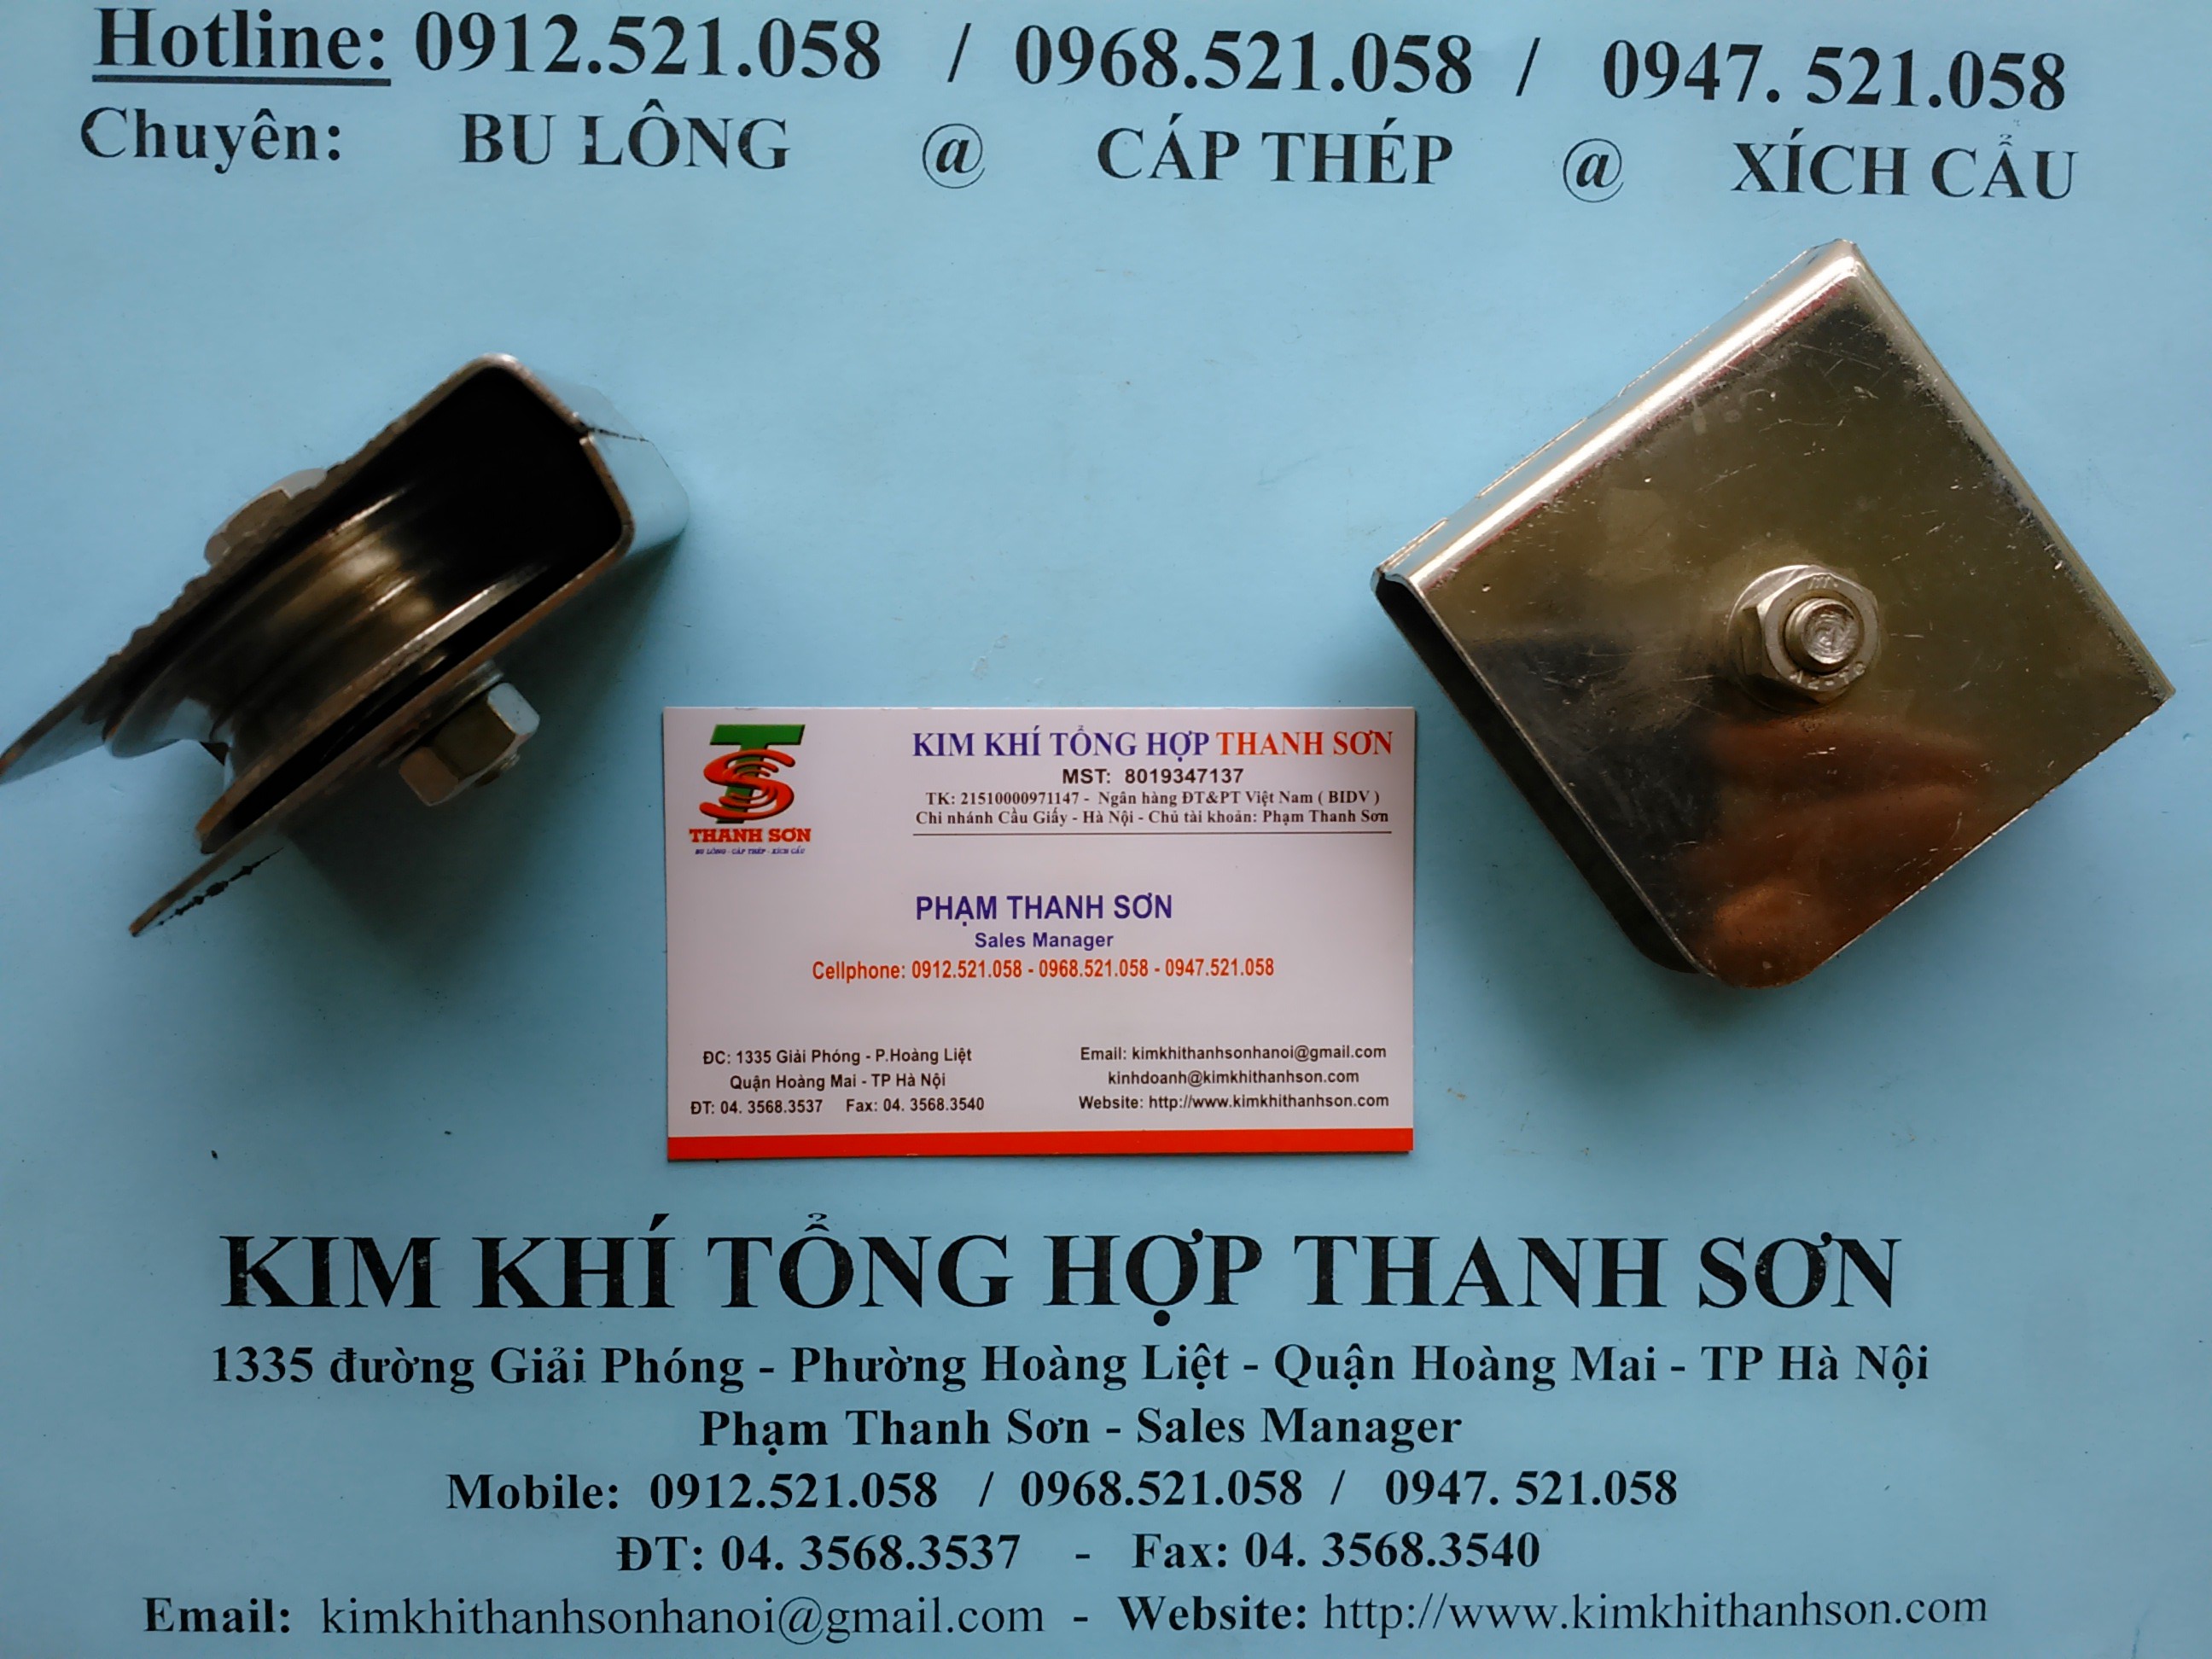 Hotline: 0912.521.058 / 0968.521.058 / 0947. 521.058
Chuyên: BU LÔNG @ CÁP THÉP @ XÍCH CẨU
THANH SƠN
BU LÔNG - CÁP THÉP - XÍCH CẨU
KIM KHÍ TỔNG HỢP THANH SƠN
MST: 8019347137
TK: 21510000971147 - Ngân hàng ĐT&PT Việt Nam ( BIDV )
Chi nhánh Cầu Giấy - Hà Nội - Chủ tài khoản: Phạm Thanh Sơn
PHẠM THANH SƠN
Sales Manager
Cellphone: 0912.521.058 - 0968.521.058 - 0947.521.058
ĐC: 1335 Giải Phóng - P.Hoàng Liệt
Quận Hoàng Mai - TP Hà Nội
ĐT: 04. 3568.3537 Fax: 04. 3568.3540
Email: kimkhithanhsonhanoi@gmail.com
kinhdoanh@kimkhithanhson.com
Website: http://www.kimkhithanhson.com
KIM KHÍ TỔNG HỢP THANH SƠN
1335 đường Giải Phóng - Phường Hoàng Liệt - Quận Hoàng Mai - TP Hà Nội
Phạm Thanh Sơn - Sales Manager
Mobile: 0912.521.058 / 0968.521.058 / 0947. 521.058
ĐT: 04. 3568.3537 - Fax: 04. 3568.3540
Email: kimkhithanhsonhanoi@gmail.com - Website: http://www.kimkhithanhson.com